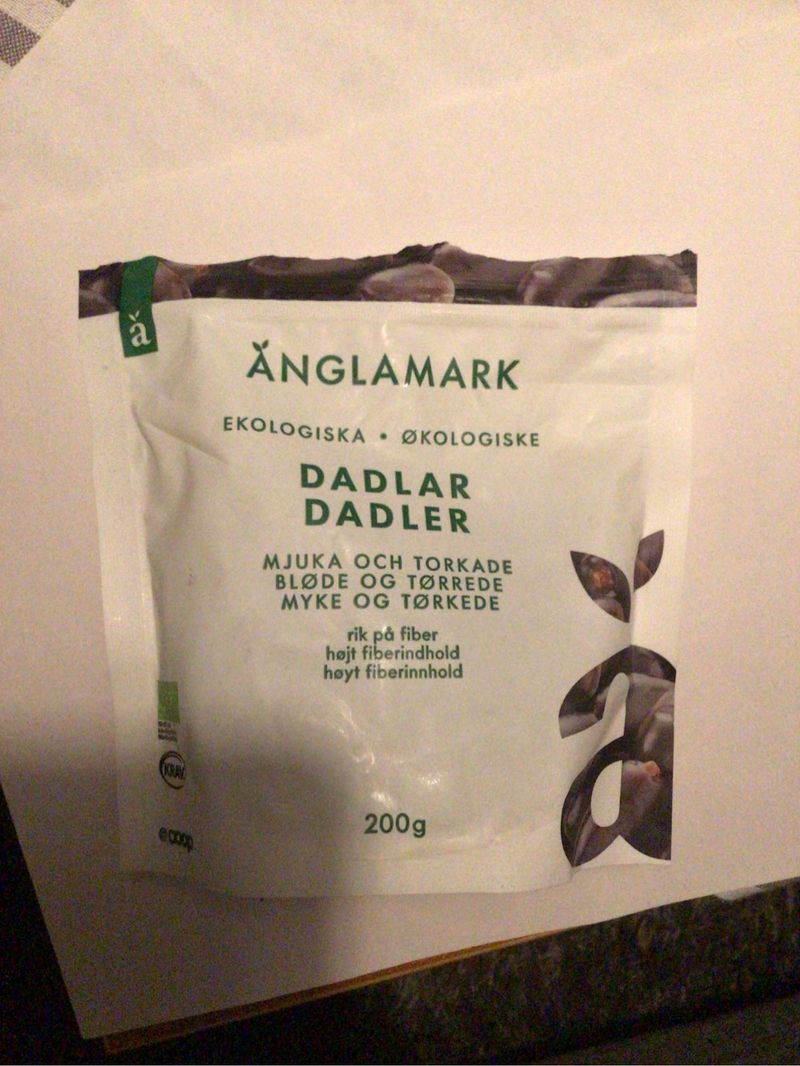 ä
ÄNGLAMARK
EKOLOGISKA • ØKOLOGISKE
DADLAR
DADLER
MJUKA OCH TORKADE
BLØDE OG TØRREDE
MYKE OG TØRKEDE
rik på fiber
højt fiberindhold
høyt fiberinnhold
KRAV
coop
200g
ä